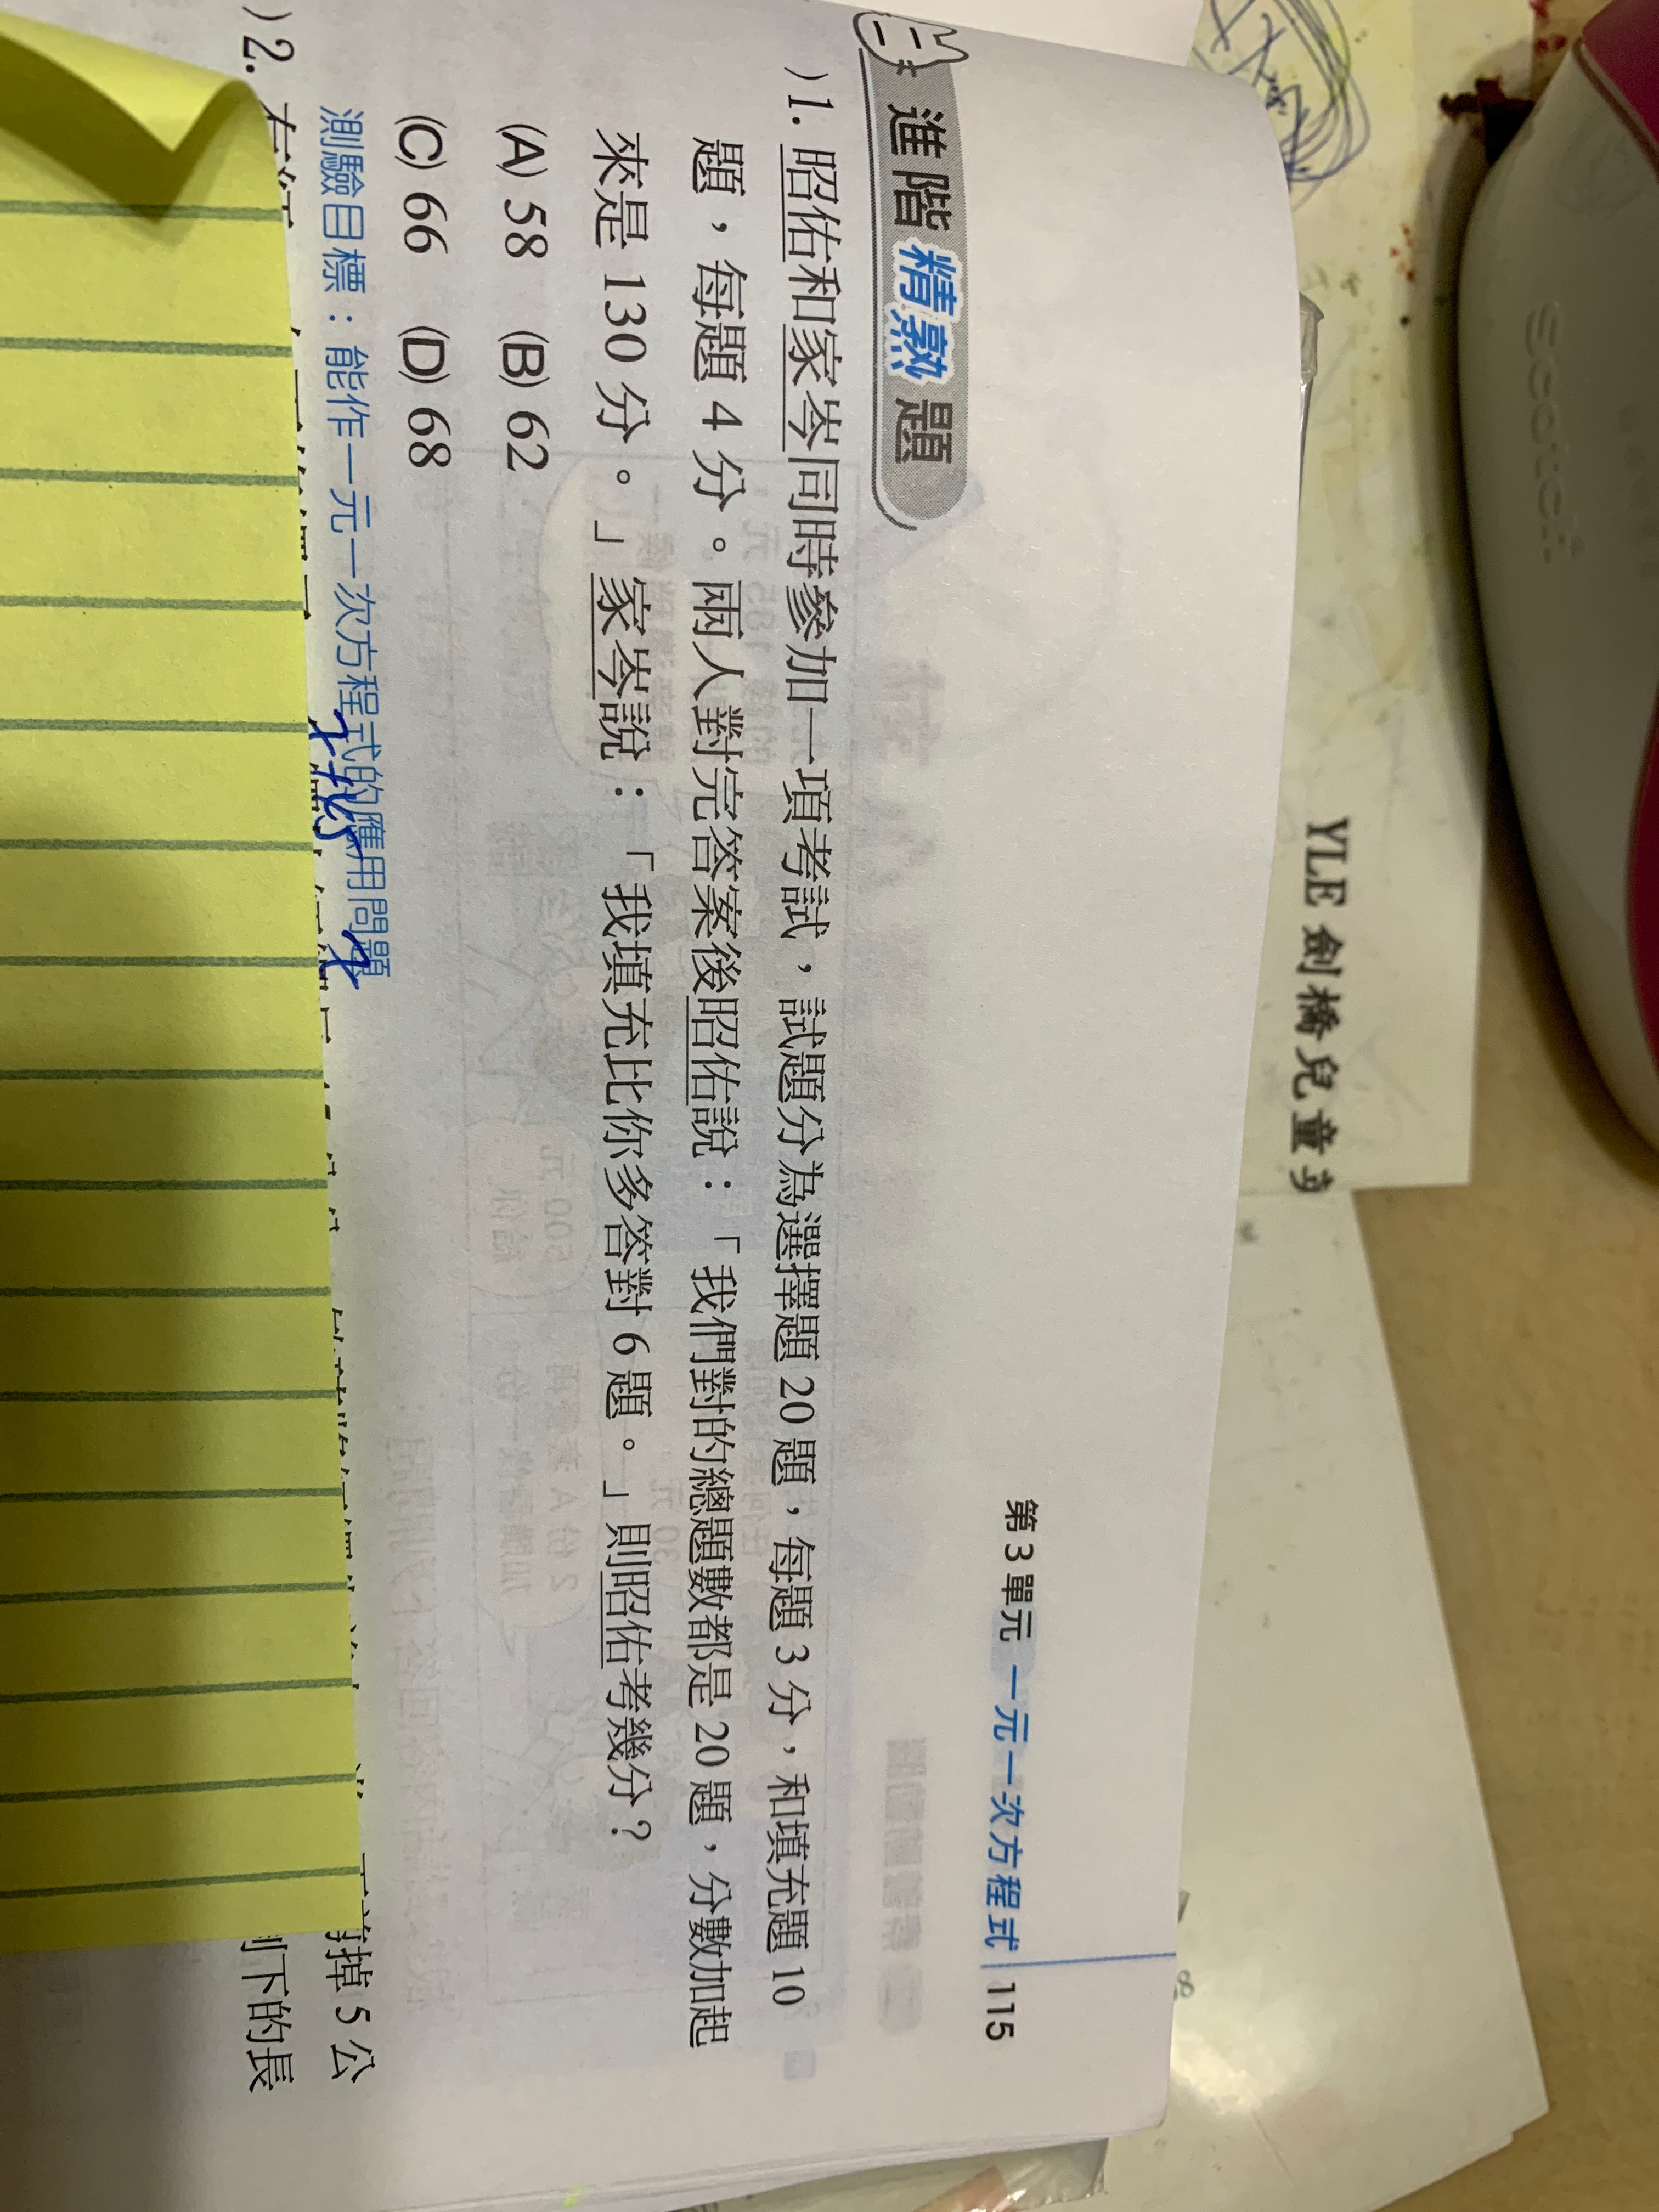 第3單元 一元一次方程式 115
進階精熟題
)1. 昭佑和家岑同時參加一項考試，試題分為選擇題 20 題，每題 3 分，和填充題 10
題，每題 4 分。兩人對完答案後昭佑說：「我們對的總題數都是 20 題，分數加起
來是 130 分。」家岑說：「我填充比你多答對 6 題。」則昭佑考幾分？
(A) 58 (B) 62
(C) 66 (D) 68
測驗目標：能作一元一次方程式的應用問題
)2.
掉 5 公
下的長
YLE 劍橋兒童